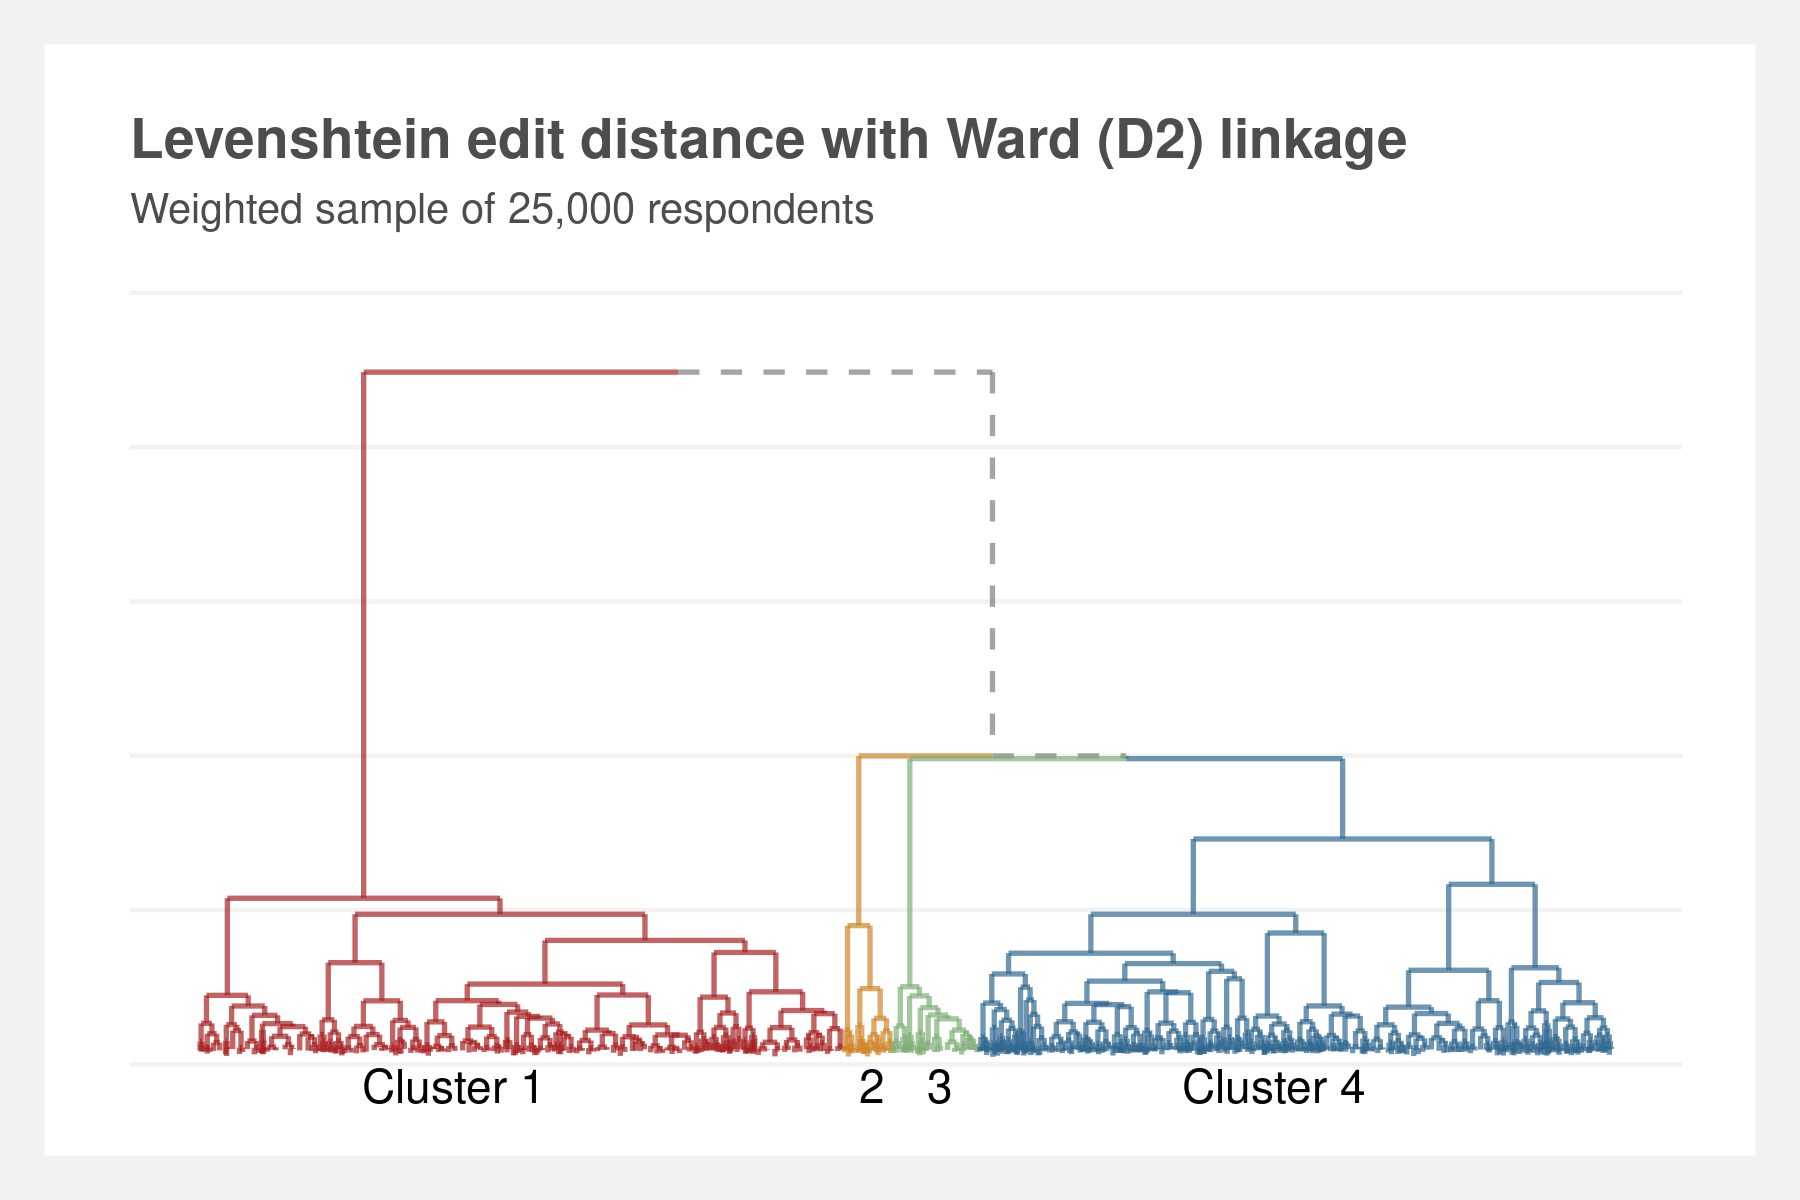 Levenshtein edit distance with Ward (D2) linkage
Weighted sample of 25,000 respondents
Cluster 1 2 3 Cluster 4